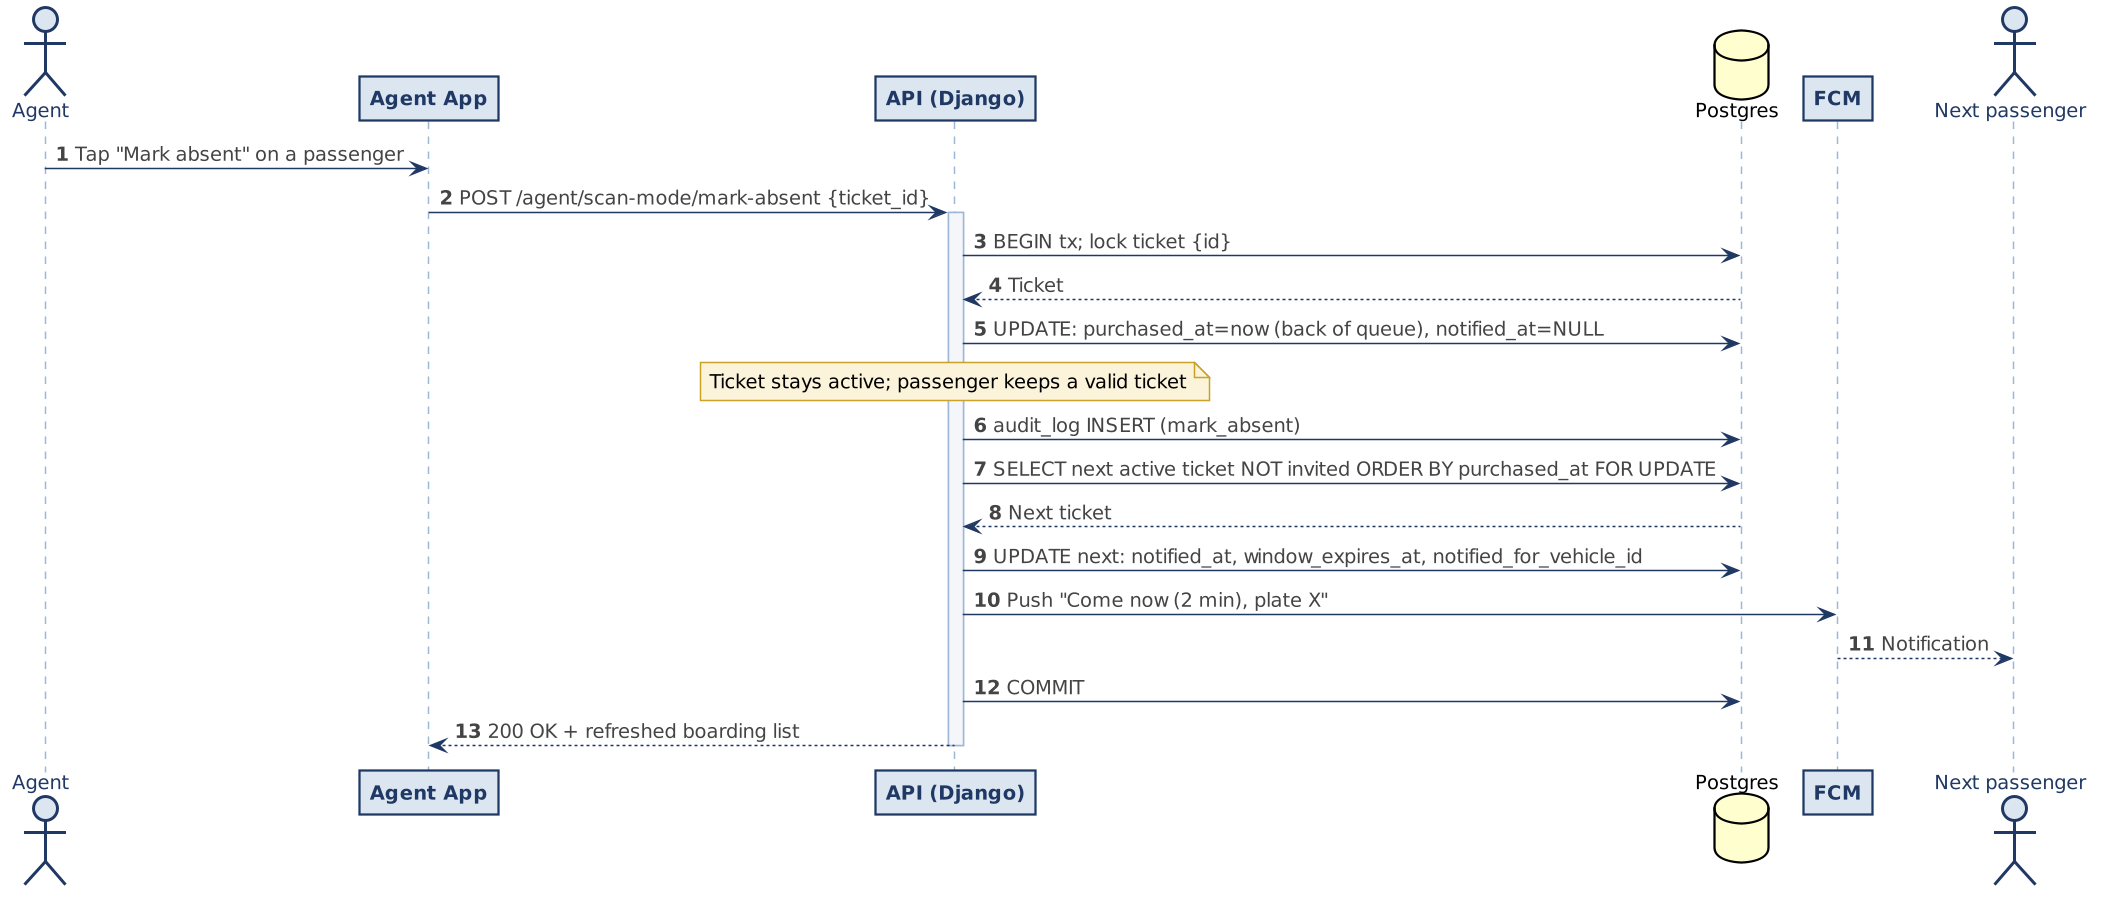 Agent
Agent App
API (Django)
Postgres
FCM
Next passenger
1 Tap "Mark absent" on a passenger
2 POST /agent/scan-mode/mark-absent {ticket_id}
3 BEGIN tx; lock ticket {id}
4 Ticket
5 UPDATE: purchased_at=now (back of queue), notified_at=NULL
Ticket stays active; passenger keeps a valid ticket
6 audit_log INSERT (mark_absent)
7 SELECT next active ticket NOT invited ORDER BY purchased_at FOR UPDATE
8 Next ticket
9 UPDATE next: notified_at, window_expires_at, notified_for_vehicle_id
10 Push "Come now (2 min), plate X"
11 Notification
12 COMMIT
13 200 OK + refreshed boarding list
Agent
Agent App
API (Django)
Postgres
FCM
Next passenger